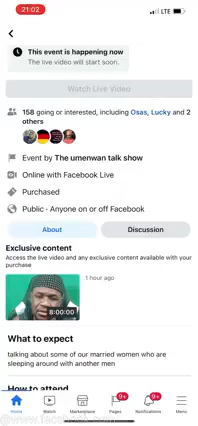 21:02
LTE
This event is happening now
The live video will start soon.
Watch Live Video
158 going or interested, including Osas, Lucky and 2
others
Event by The umenwan talk show
Online with Facebook Live
Purchased
Public · Anyone on or off Facebook
About
Discussion
Exclusive content
Access the live video and any exclusive content available with your
purchase
1 hour ago
8:00:00
What to expect
talking about some of our married women who are
sleeping around with another men
How to attend
9+
9+
Home
Watch
Marketplace
Pages
Notifications
Menu